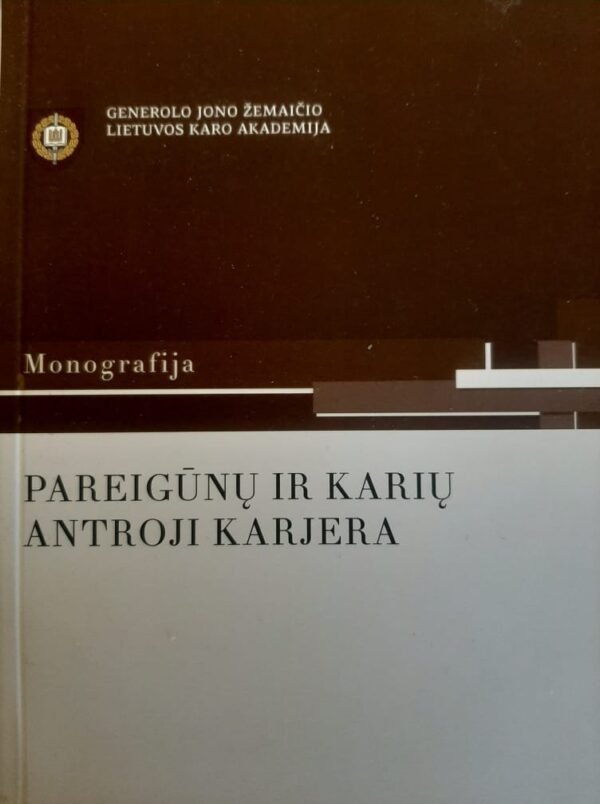 GENEROLO JONO ŽEMAIČIO
LIETUVOS KARO AKADEMIJA
Monografija
PAREIGŪNŲ IR KARIŲ
ANTROJI KARJERA